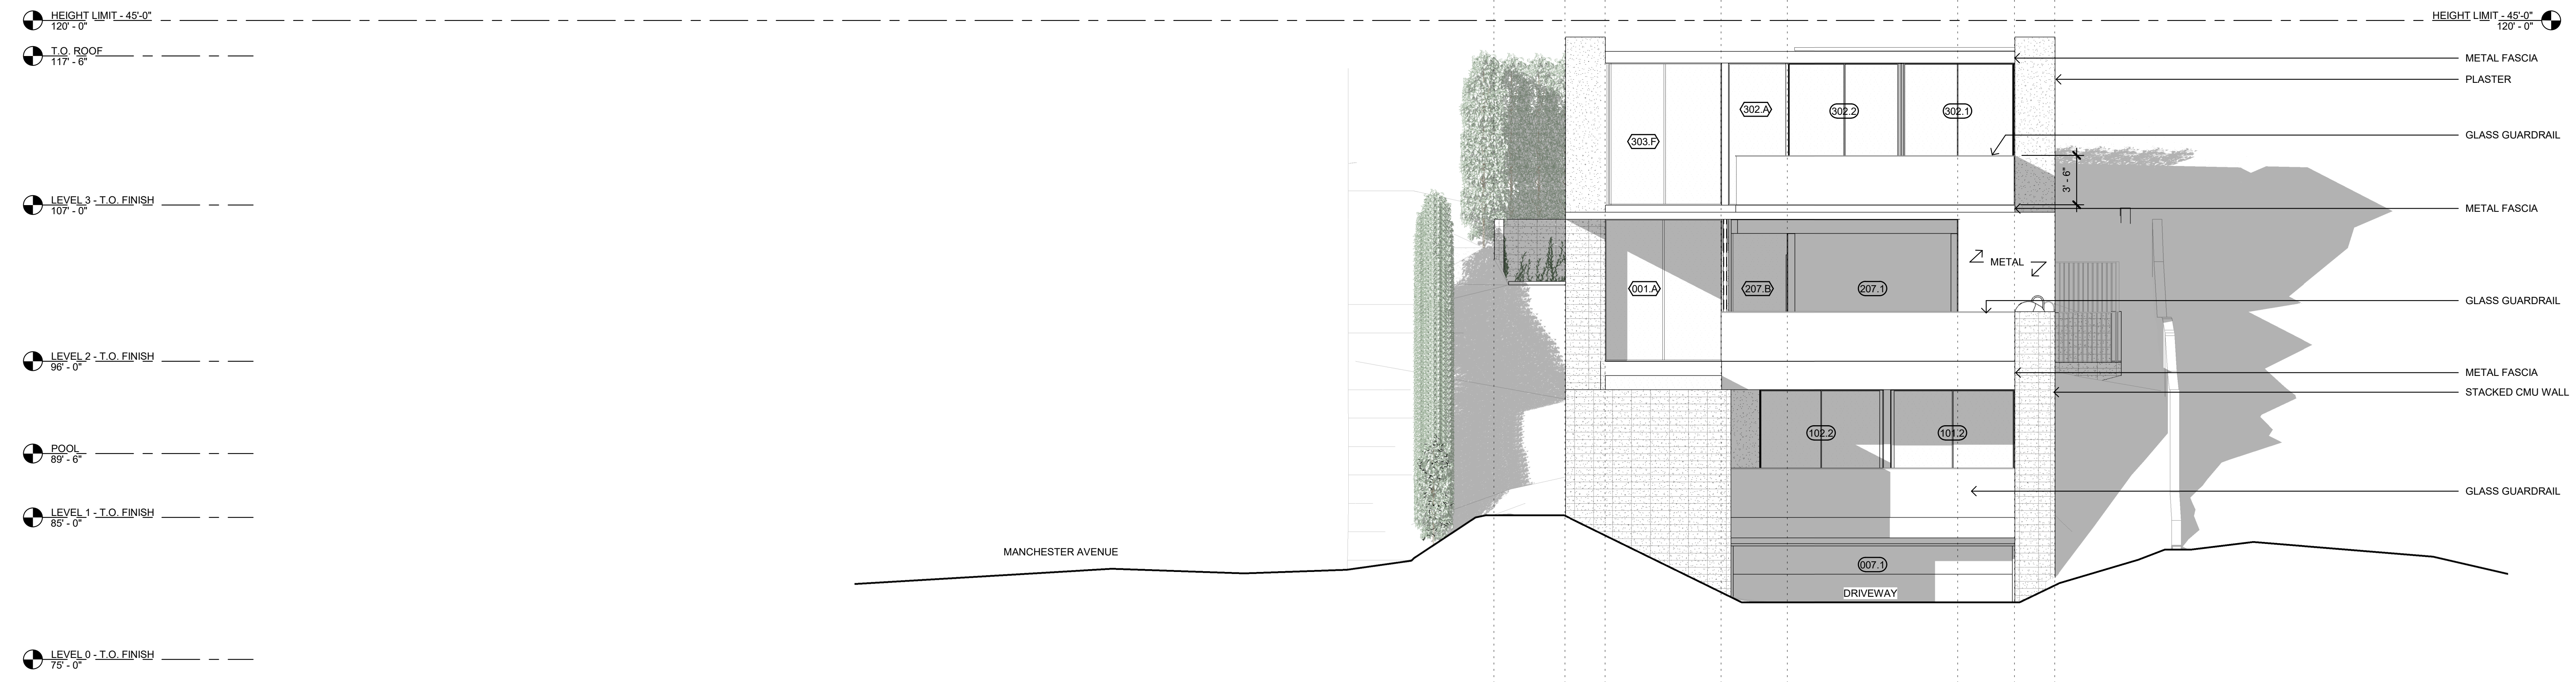 HEIGHT LIMIT - 45'-0"
120' - 0"
HEIGHT LIMIT - 45'-0"
120' - 0"
T.O. ROOF
117' - 6"
METAL FASCIA
PLASTER
302.A
302.2
302.1
GLASS GUARDRAIL
303.F
3' - 6"
LEVEL 3 - T.O. FINISH
107' - 0"
METAL FASCIA
METAL
001.A
207.B
207.1
GLASS GUARDRAIL
LEVEL 2 - T.O. FINISH
96' - 0"
METAL FASCIA
STACKED CMU WALL
102.2
101.2
POOL
89' - 6"
GLASS GUARDRAIL
LEVEL 1 - T.O. FINISH
85' - 0"
MANCHESTER AVENUE
007.1
DRIVEWAY
LEVEL 0 - T.O. FINISH
75' - 0"